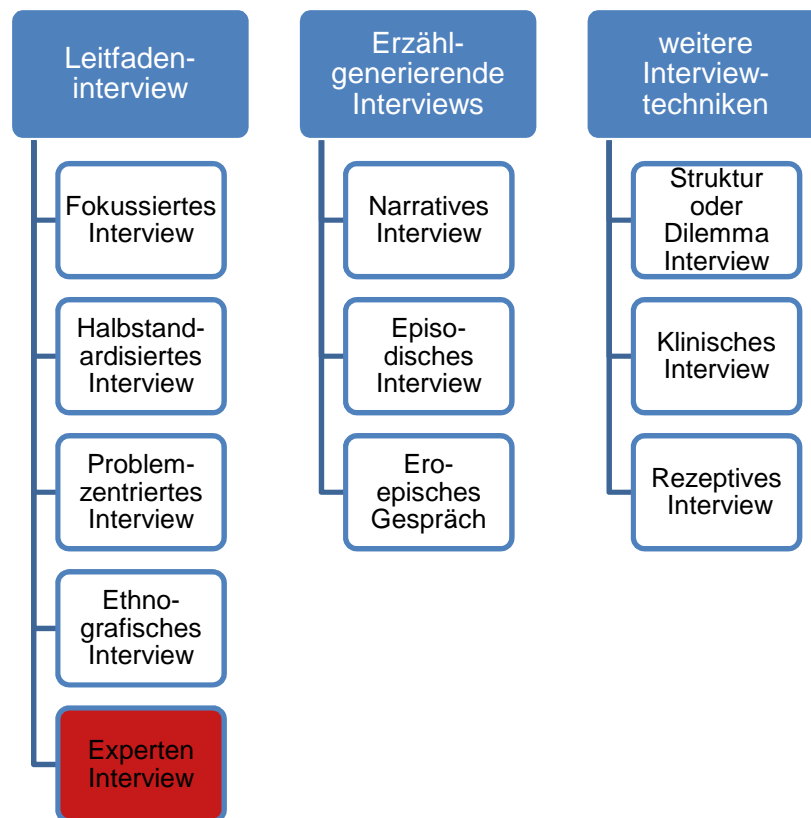 Leitfaden-
interview
Fokussiertes
Interview
Halbstand-
ardisiertes
Interview
Problem-
zentriertes
Interview
Ethno-
grafisches
Interview
Experten
Interview
Erzähl-
generierende
Interviews
Narratives
Interview
Episo-
disches
Interview
Ero-
episches
Gespräch
weitere
Interview-
techniken
Struktur
oder
Dilemma
Interview
Klinisches
Interview
Rezeptives
Interview